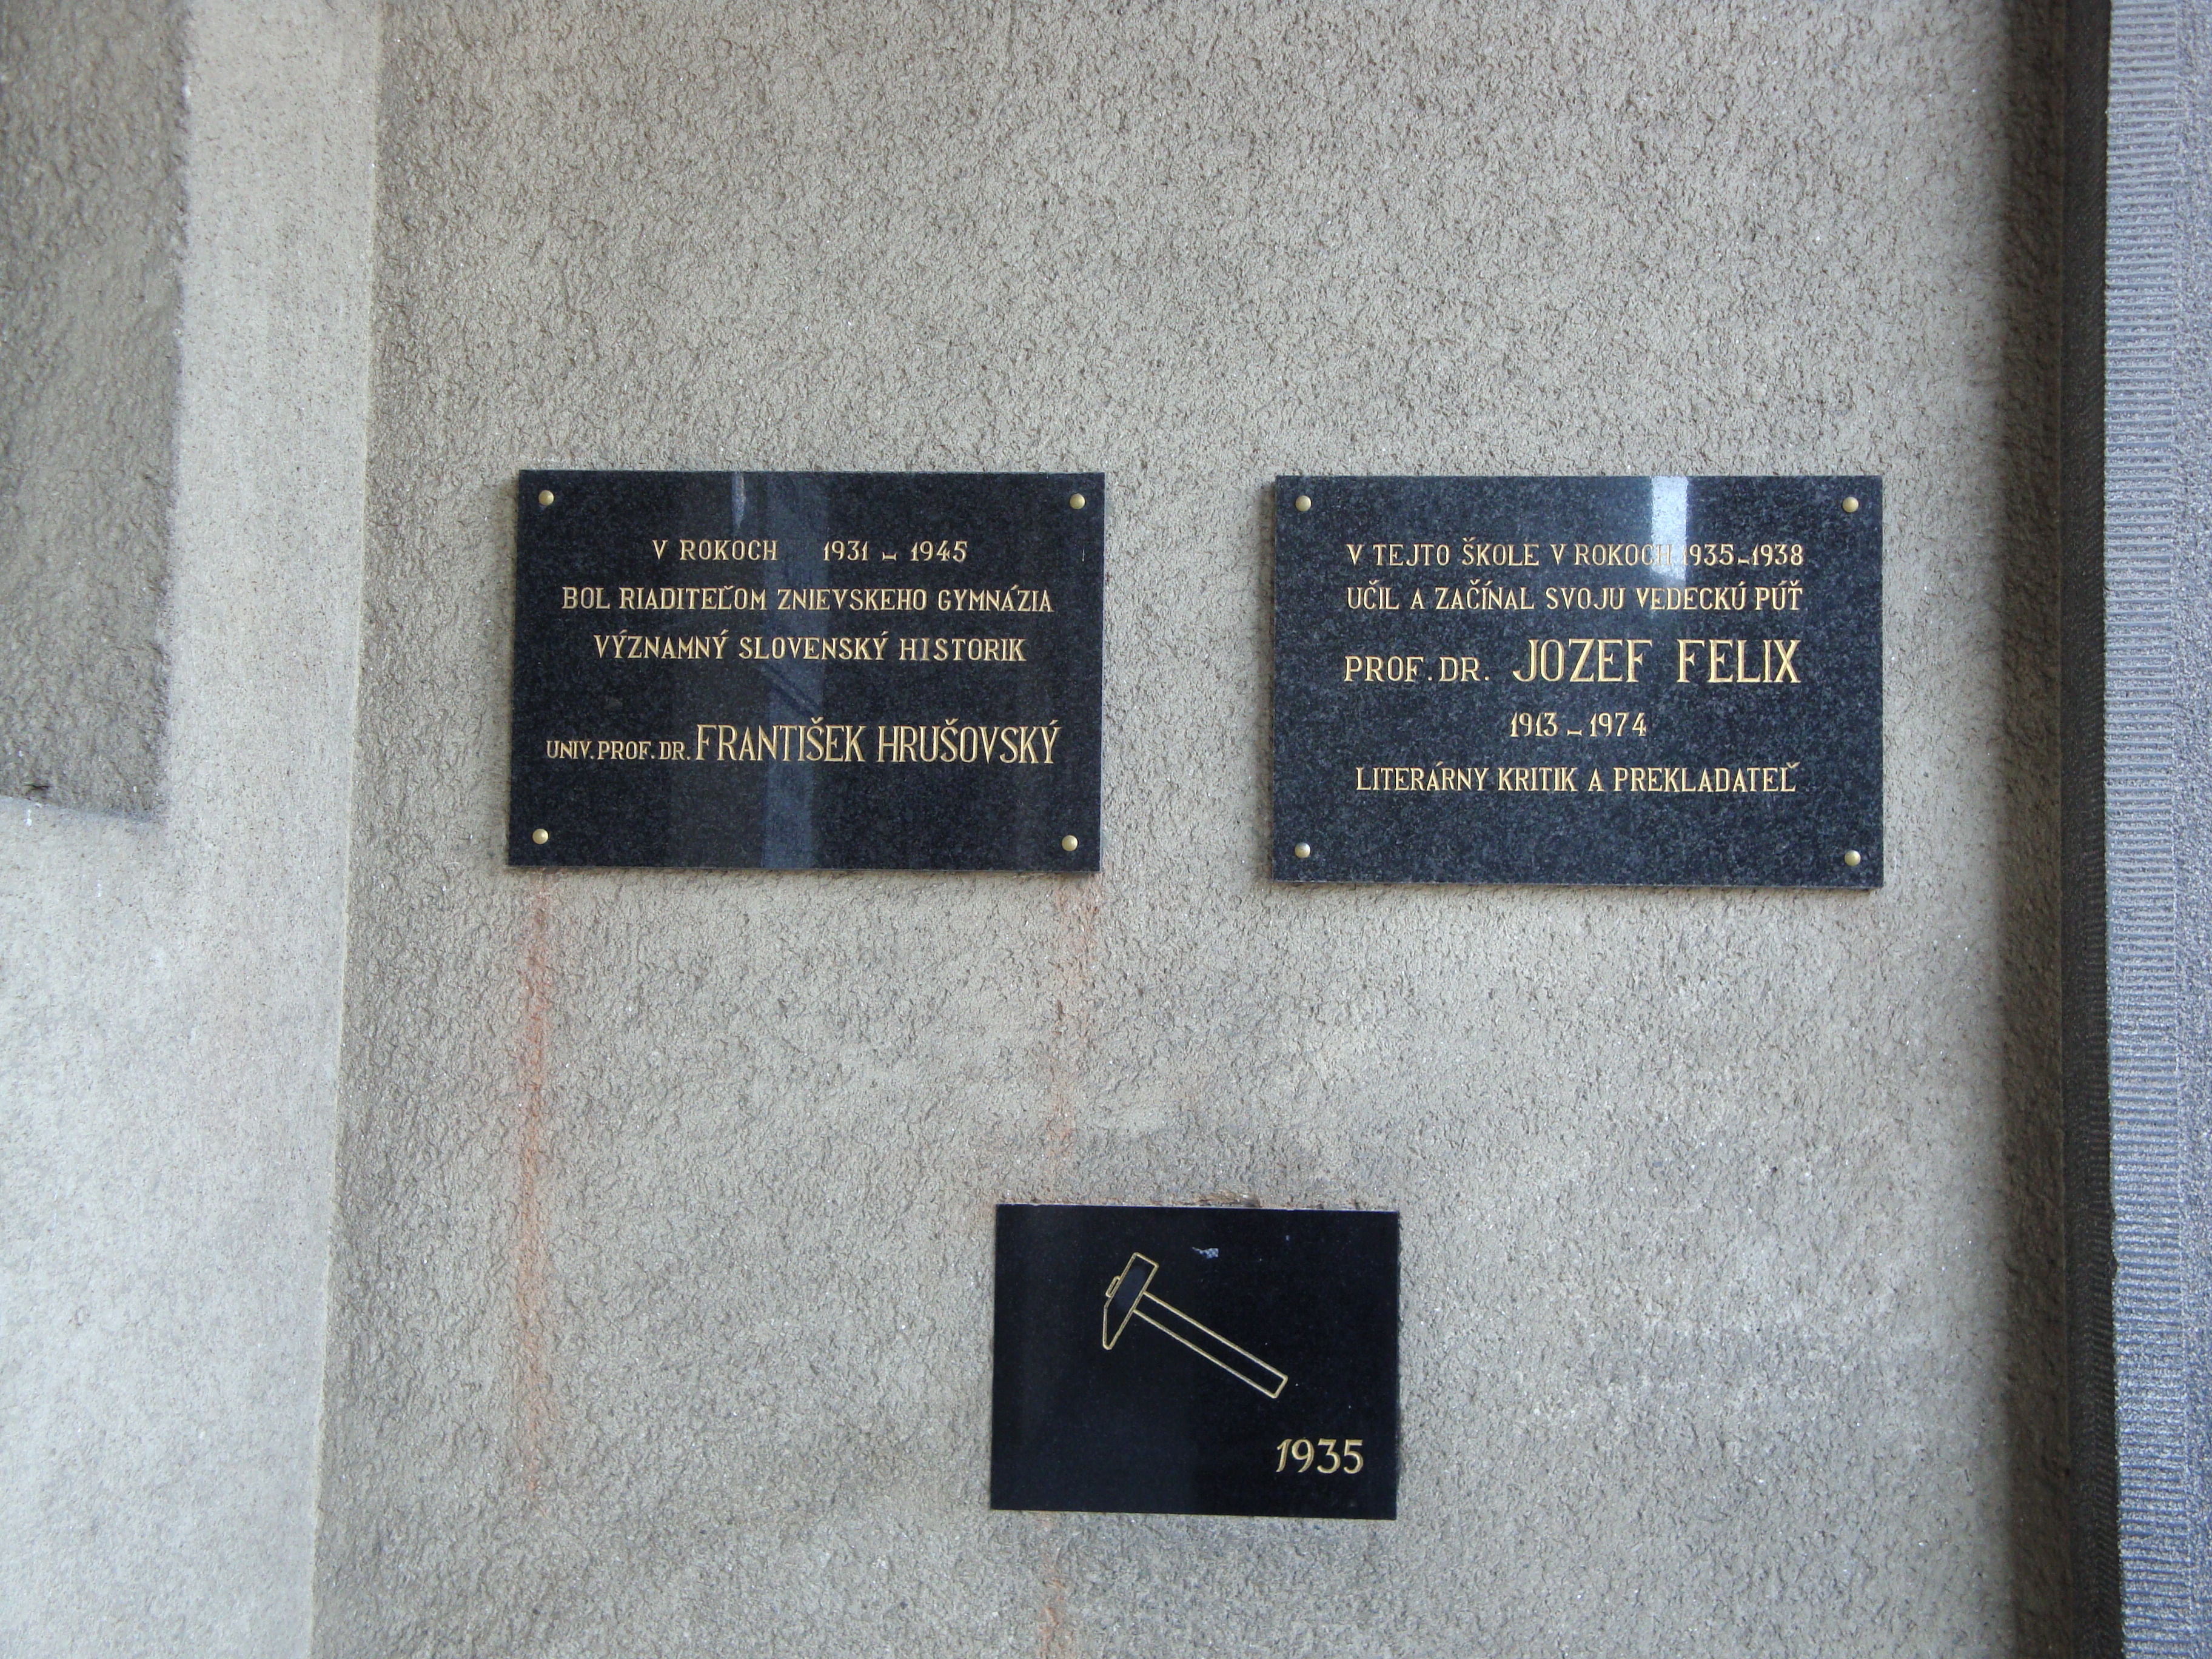 V ROKOCH 1931 - 1945
BOL RIADITEĽOM ZNIEVSKEHO GYMNÁZIA
VÝZNAMNÝ SLOVENSKÝ HISTORIK
UNIV. PROF. DR. FRANTIŠEK HRUŠOVSKÝ
V TEJTO ŠKOLE V ROKOCH 1935-1938
UČIL A ZAČÍNAL SVOJU VEDECKÚ PÚŤ
PROF. DR. JOZEF FELIX
1913 - 1974
LITERÁRNY KRITIK A PREKLADATEĽ
1935